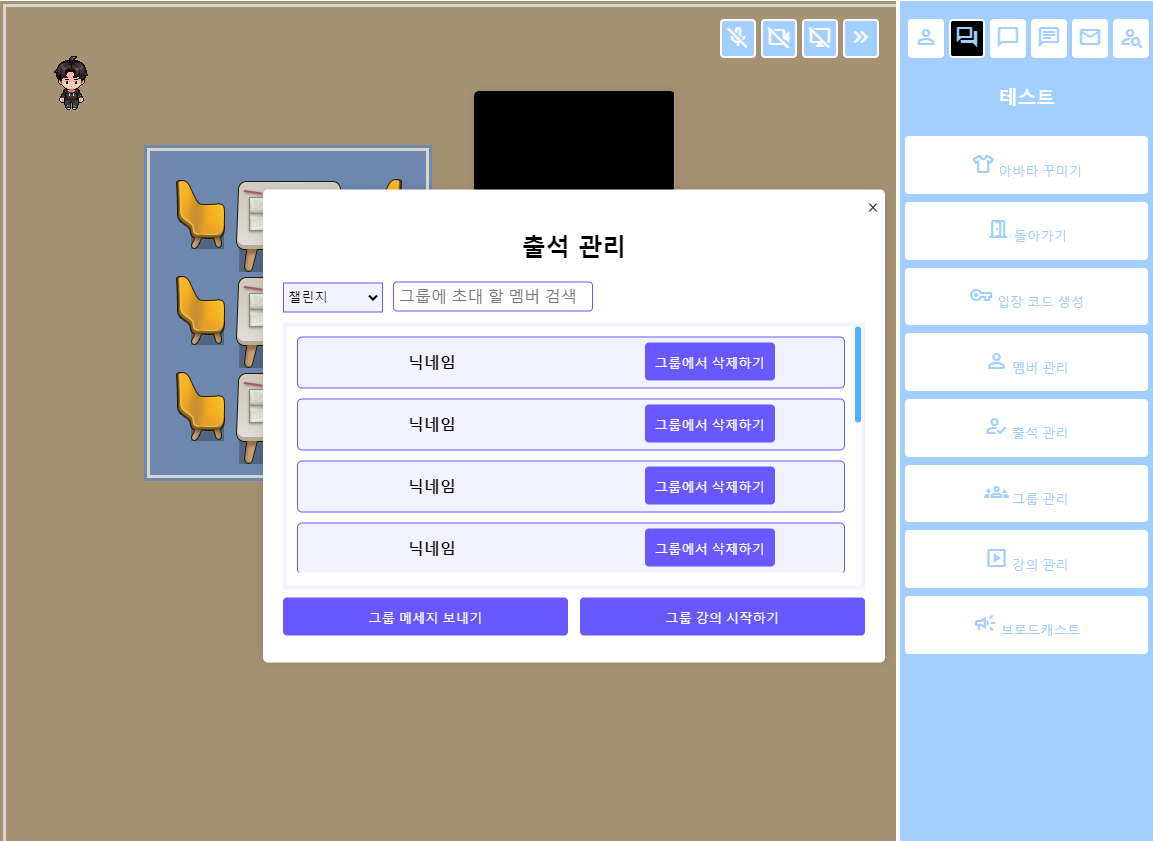 테스트
아바타 꾸미기
돌아가기
입장 코드 생성
멤버 관리
출석 관리
그룹 관리
강의 관리
브로드캐스트
×
출석 관리
챌린지
그룹에 초대 할 멤버 검색
닉네임 그룹에서 삭제하기
닉네임 그룹에서 삭제하기
닉네임 그룹에서 삭제하기
닉네임 그룹에서 삭제하기
그룹 메세지 보내기 그룹 강의 시작하기